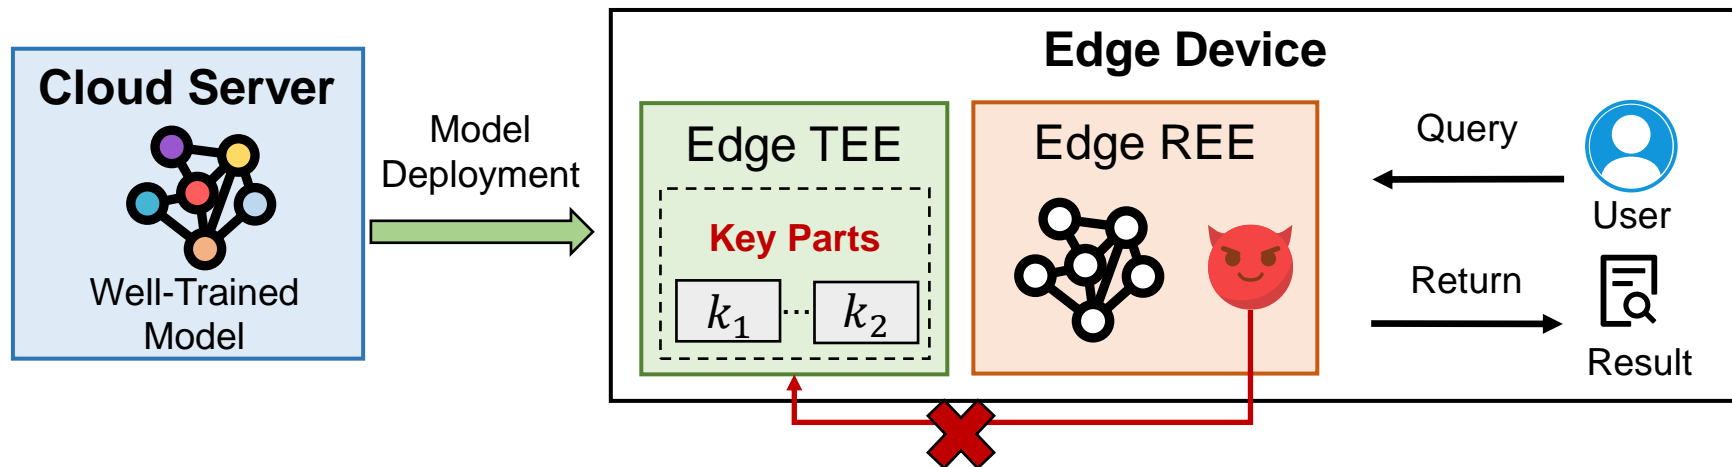 Cloud Server
Well-Trained
Model
Model
Deployment
Edge Device
Edge TEE
Key Parts
k₁ ... k₂
Edge REE
Query
User
Return
Result